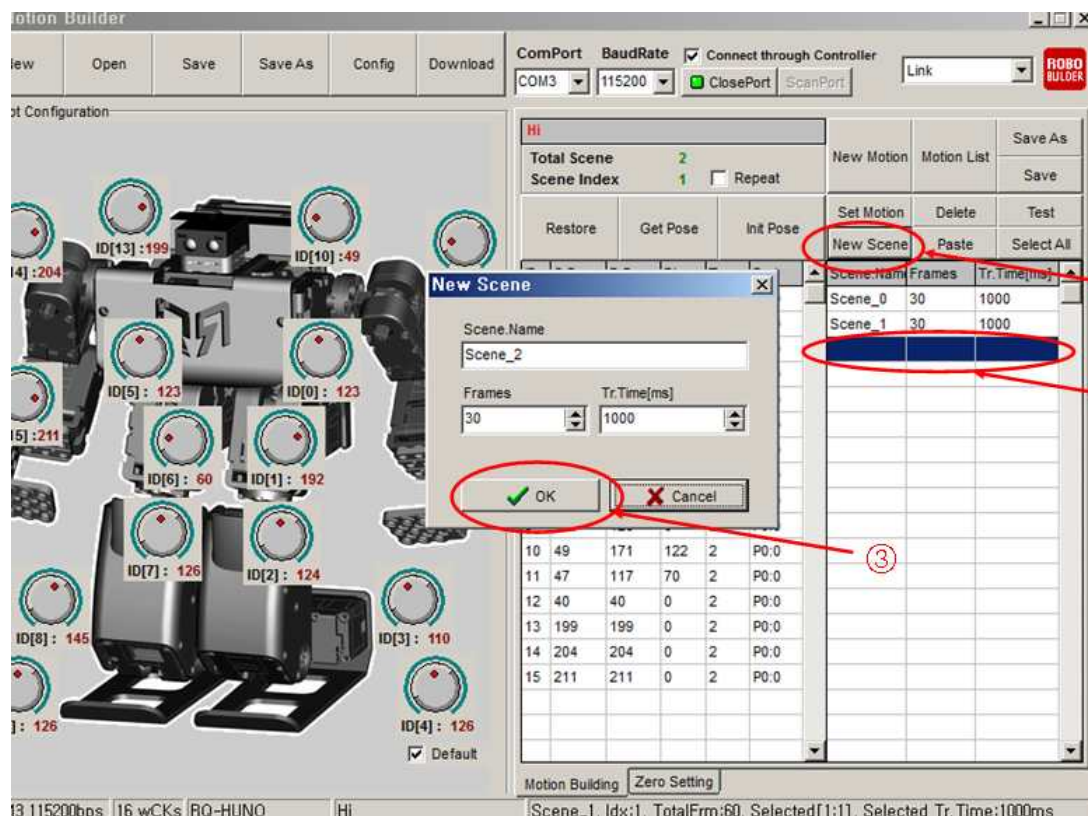 Motion Builder
New Open Save Save As Config Download
ComPort BaudRate Connect through Controller
COM3 115200 ClosePort ScanPort Link ROBO BUILDER
ot Configuration
Hi
Total Scene 2
Scene Index 1 Repeat
New Motion Motion List Save As
Save
Restore Get Pose Init Pose
Set Motion Delete Test
New Scene Paste Select All
Scene.Name Frames Tr.Time[ms]
Scene_0 30 1000
Scene_1 30 1000
ID[13] :199
ID[10] :49
14] :204
ID[5] : 123
ID[0] : 123
15] :211
ID[6] : 60
ID[1] : 192
ID[7] : 126
ID[2] : 124
ID[8] : 145
ID[3] : 110
] : 126
ID[4] : 126
Default
New Scene
Scene.Name
Scene_2
Frames Tr.Time[ms]
30 1000
OK Cancel
③
10 49 171 122 2 P0:0
11 47 117 70 2 P0:0
12 40 40 0 2 P0:0
13 199 199 0 2 P0:0
14 204 204 0 2 P0:0
15 211 211 0 2 P0:0
Motion Building Zero Setting
13 115200bps 16 wCKs RQ-HUNO Hi Scene_1, Idx:1, TotalFrm:60, Selected[1:1], Selected Tr.Time:1000ms